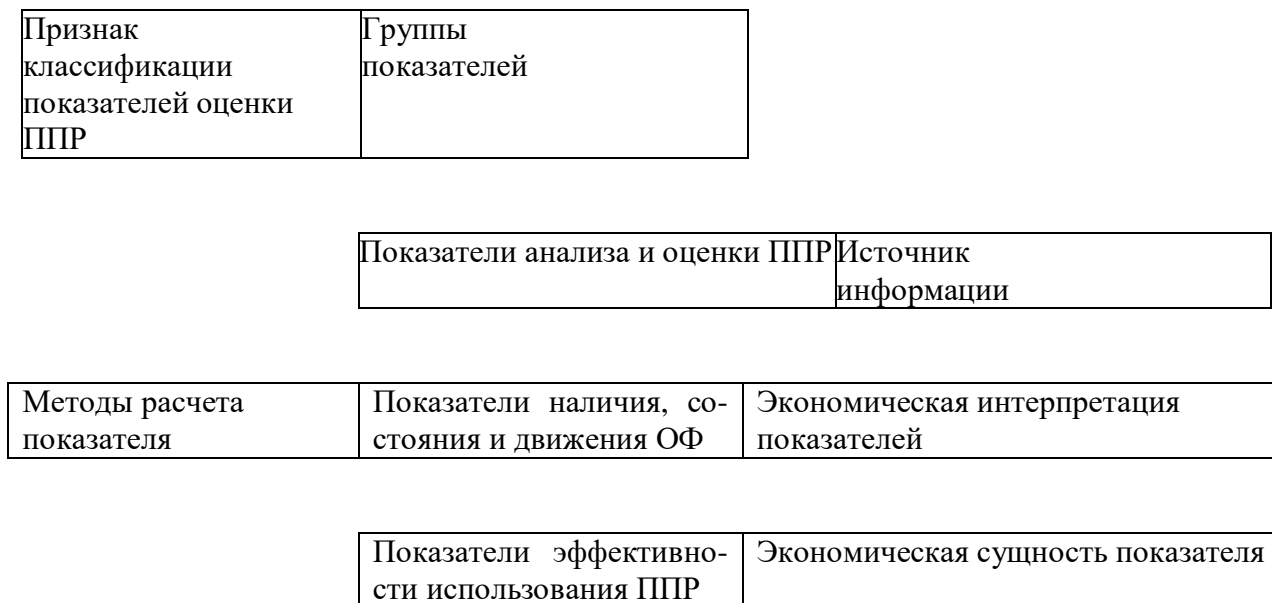 Признак
классификации
показателей оценки
ППР
Группы
показателей
Показатели анализа и оценки ППР
Источник
информации
Методы расчета
показателя
Показатели наличия, со-
стояния и движения ОФ
Экономическая интерпретация
показателей
Показатели эффективно-
сти использования ППР
Экономическая сущность показателя